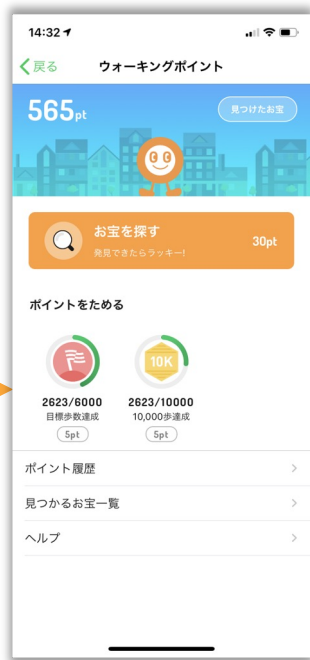 14:32
戻る ウォーキングポイント
565pt 見つけたお宝
お宝を探す
発見できたらラッキー!
30pt
ポイントをためる
10K
2623/6000 2623/10000
目標歩数達成 10,000歩達成
5pt 5pt
ポイント履歴
見つかるお宝一覧
ヘルプ